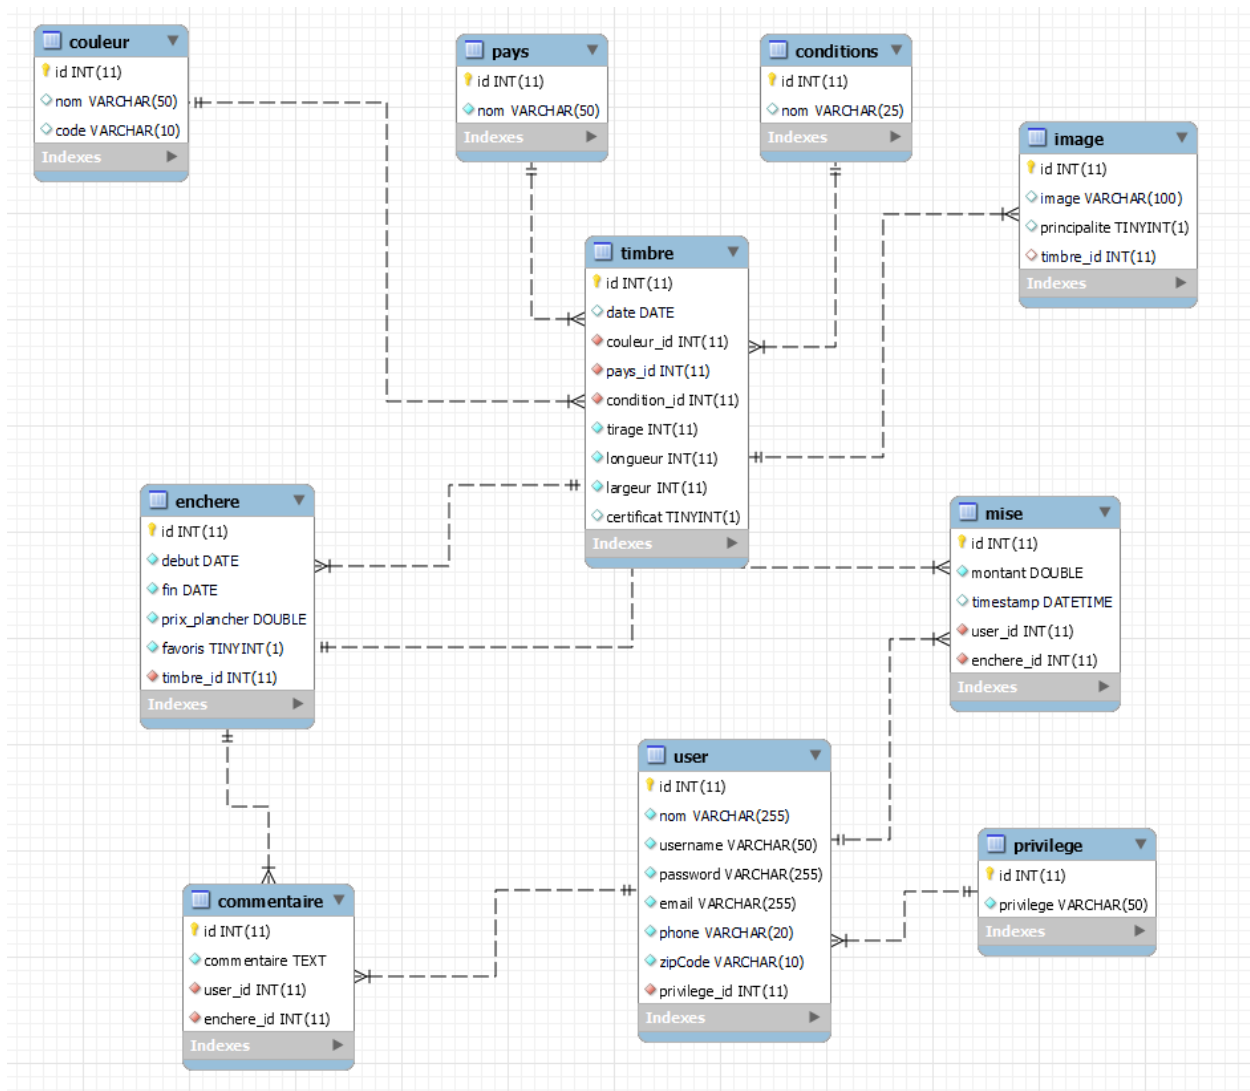 couleur
id INT(11)
nom VARCHAR(50)
code VARCHAR(10)
Indexes
pays
id INT(11)
nom VARCHAR(50)
Indexes
conditions
id INT(11)
nom VARCHAR(25)
Indexes
image
id INT(11)
image VARCHAR(100)
principalite TINYINT(1)
timbre_id INT(11)
Indexes
timbre
id INT(11)
date DATE
couleur_id INT(11)
pays_id INT(11)
condition_id INT(11)
tirage INT(11)
longueur INT(11)
largeur INT(11)
certificat TINYINT(1)
Indexes
enchere
id INT(11)
debut DATE
fin DATE
prix_plancher DOUBLE
favoris TINYINT(1)
timbre_id INT(11)
Indexes
mise
id INT(11)
montant DOUBLE
timestamp DATETIME
user_id INT(11)
enchere_id INT(11)
Indexes
user
id INT(11)
nom VARCHAR(255)
username VARCHAR(50)
password VARCHAR(255)
email VARCHAR(255)
phone VARCHAR(20)
zipCode VARCHAR(10)
privilege_id INT(11)
Indexes
privilege
id INT(11)
privilege VARCHAR(50)
Indexes
commentaire
id INT(11)
commentaire TEXT
user_id INT(11)
enchere_id INT(11)
Indexes